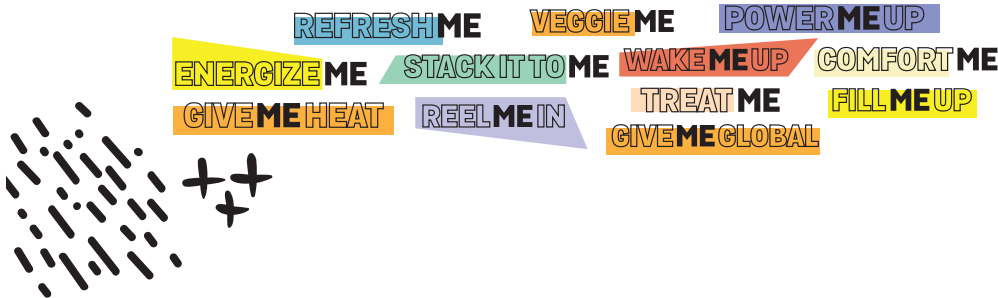 REFRESH ME
VEGGIE ME
POWER ME UP
ENERGIZE ME
STACK IT TO ME
WAKE ME UP
COMFORT ME
GIVE ME HEAT
REEL ME IN
TREAT ME
FILL ME UP
GIVE ME GLOBAL